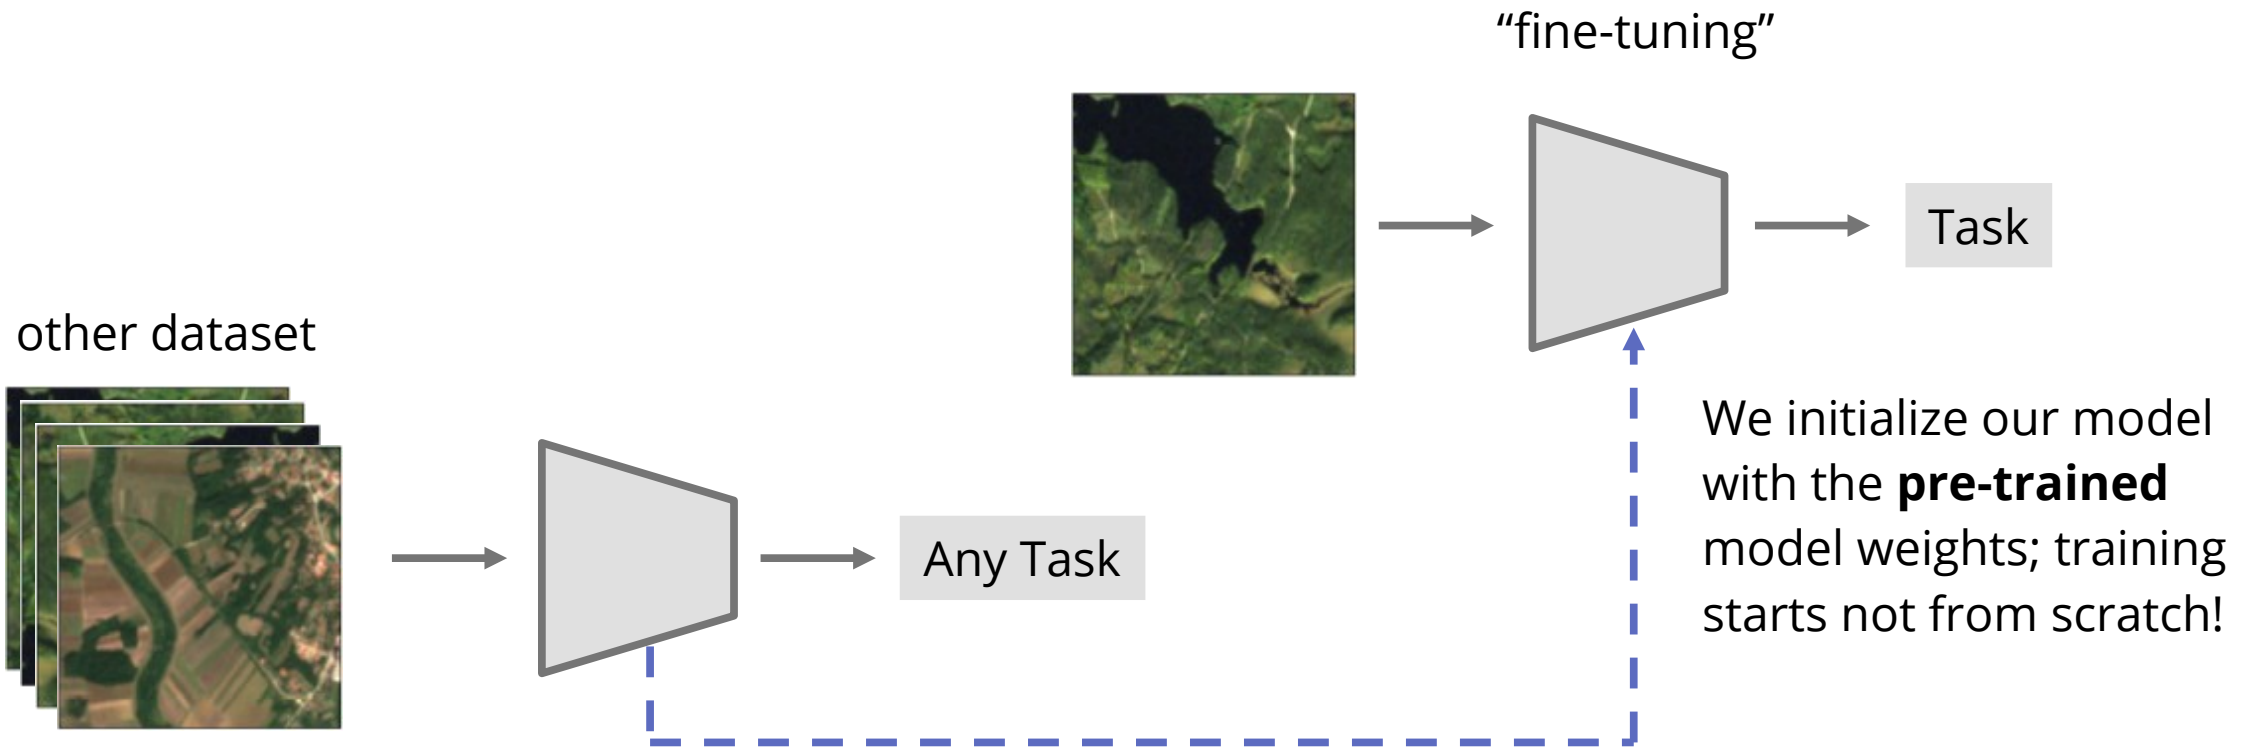 “fine-tuning”
Task
other dataset
Any Task
We initialize our model
with the pre-trained
model weights; training
starts not from scratch!